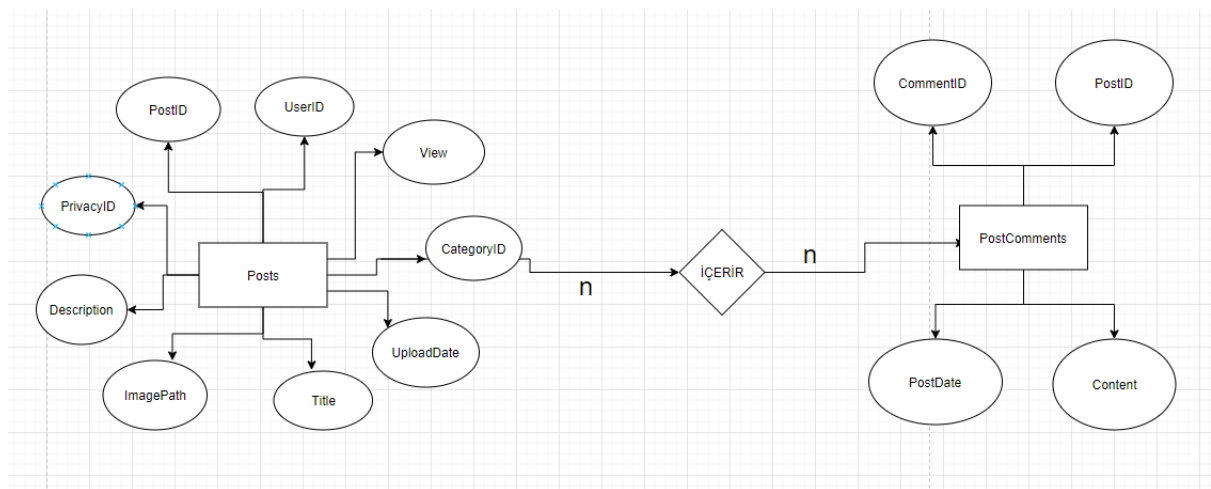 CommentID
PostID
PostID
UserID
View
PrivacyID
PostComments
CategoryID
n
İÇERİR
n
Posts
Description
UploadDate
PostDate
Content
ImagePath
Title